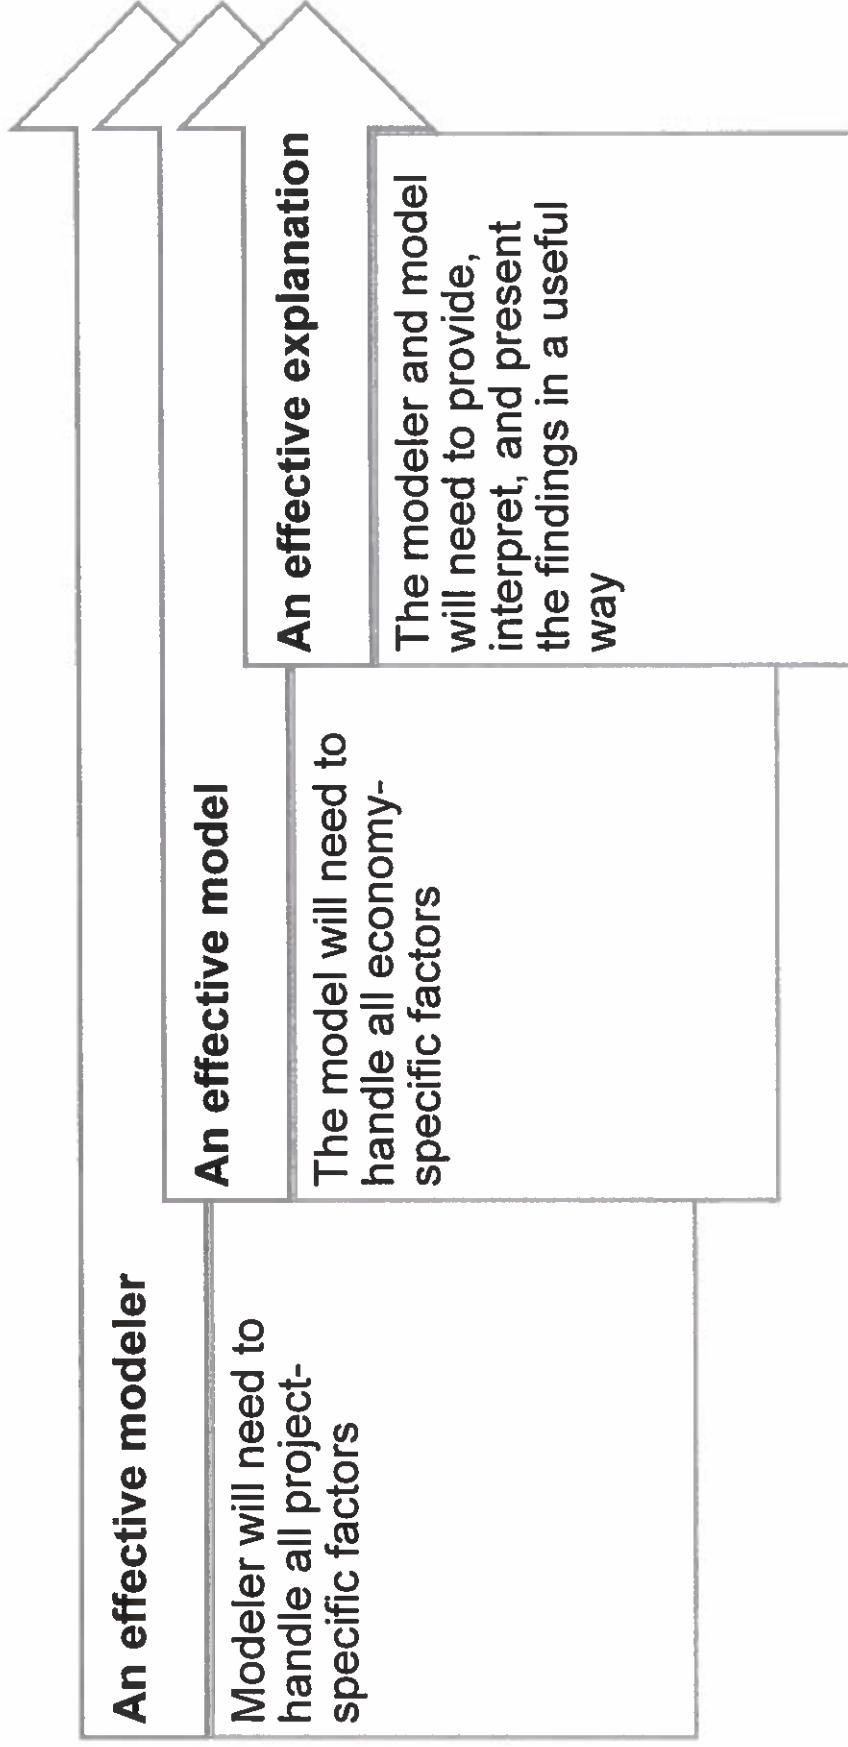 An effective modeler
Modeler will need to
handle all project-
specific factors
An effective model
The model will need to
handle all economy-
specific factors
An effective explanation
The modeler and model
will need to provide,
interpret, and present
the findings in a useful
way